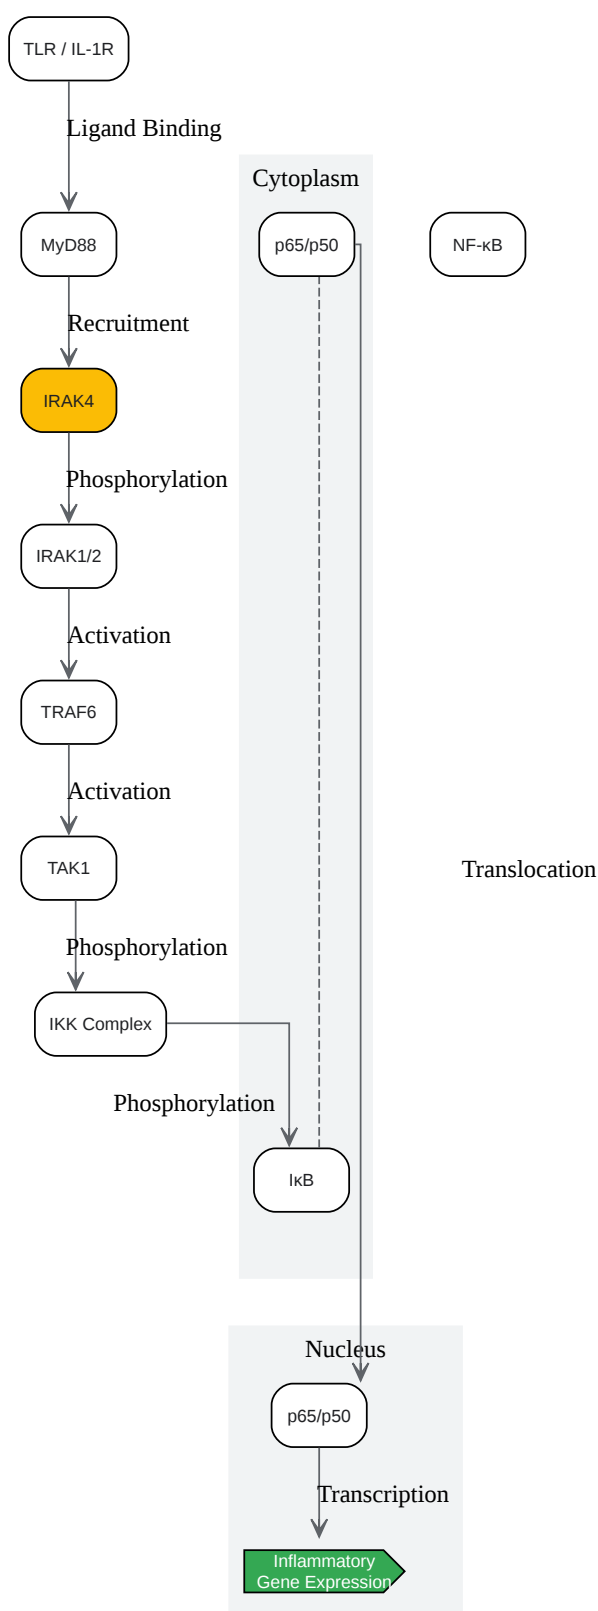 TLR / IL-1R
Ligand Binding
Cytoplasm
MyD88
p65/p50
NF-κB
Recruitment
IRAK4
Phosphorylation
IRAK1/2
Activation
TRAF6
Activation
TAK1
Translocation
Phosphorylation
IKK Complex
Phosphorylation
IκB
Nucleus
p65/p50
Transcription
Inflammatory
Gene Expression